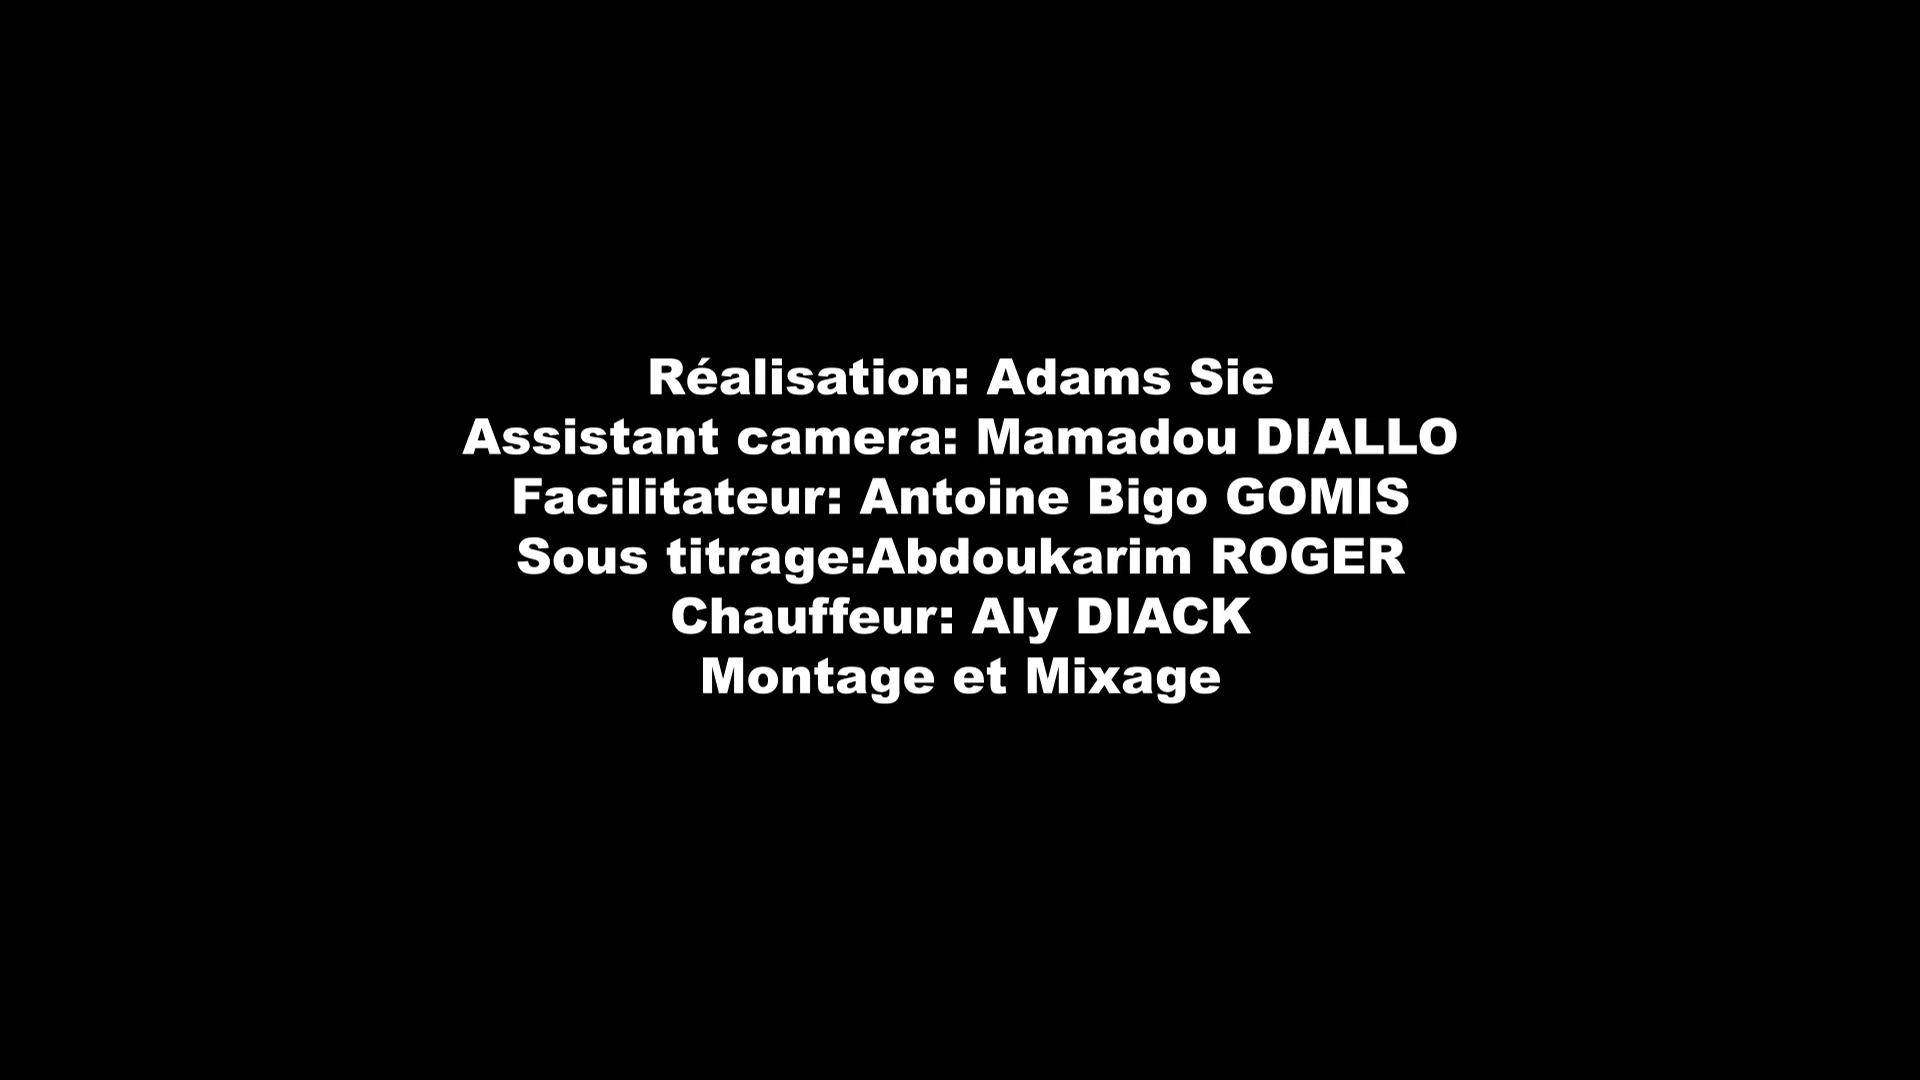 Réalisation: Adams Sie
Assistant camera: Mamadou DIALLO
Facilitateur: Antoine Bigo GOMIS
Sous titrage:Abdoukarim ROGER
Chauffeur: Aly DIACK
Montage et Mixage